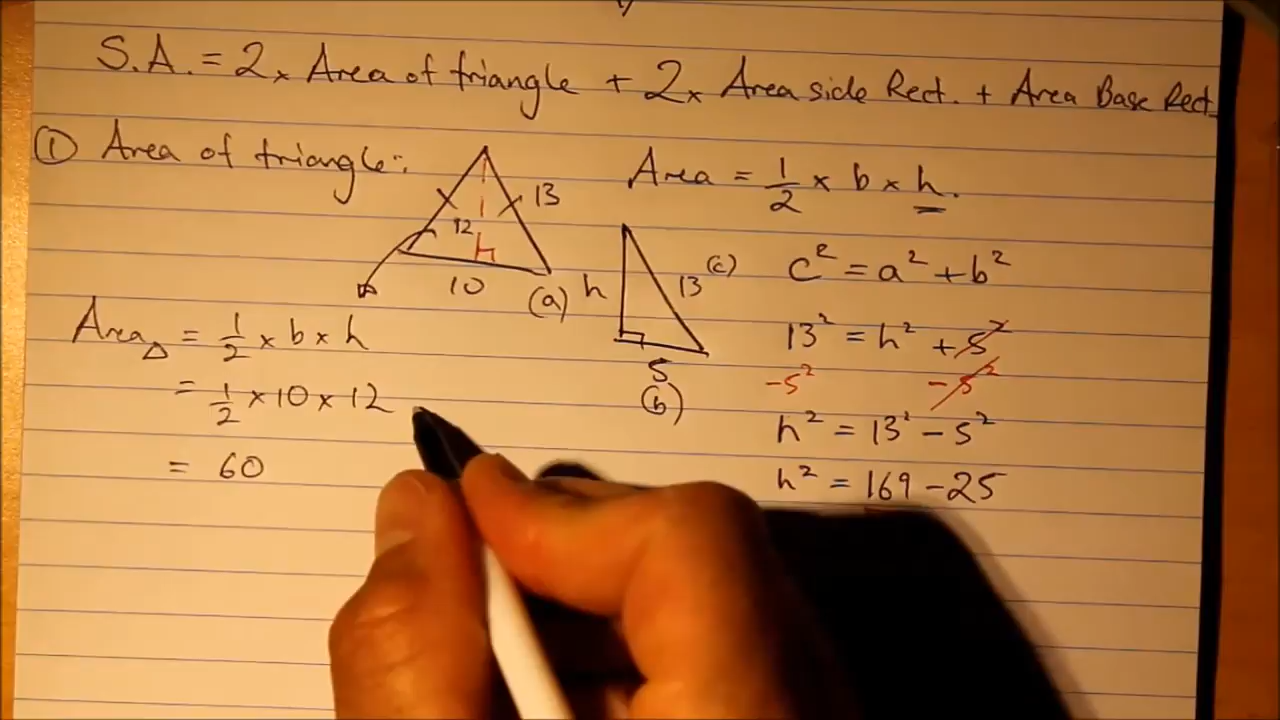 S.A. = 2 x Area of triangle + 2 x Area side Rect. + Area Base Rect.
① Area of triangle:
13
12
10
Area = 1/2 x b x h.
h (a)
13 (c)
5
(b)
c² = a² + b²
13² = h² + 5²
-5² -5²
h² = 13² - 5²
h² = 169 - 25
Area△ = 1/2 x b x h
= 1/2 x 10 x 12
= 60